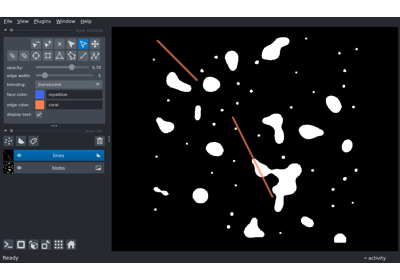 File View Plugins Window Help
opacity: 0.70
edge width: 5
blending: translucent
face color: royalblue
edge color: coral
display text:
lines
blobs
Ready
activity